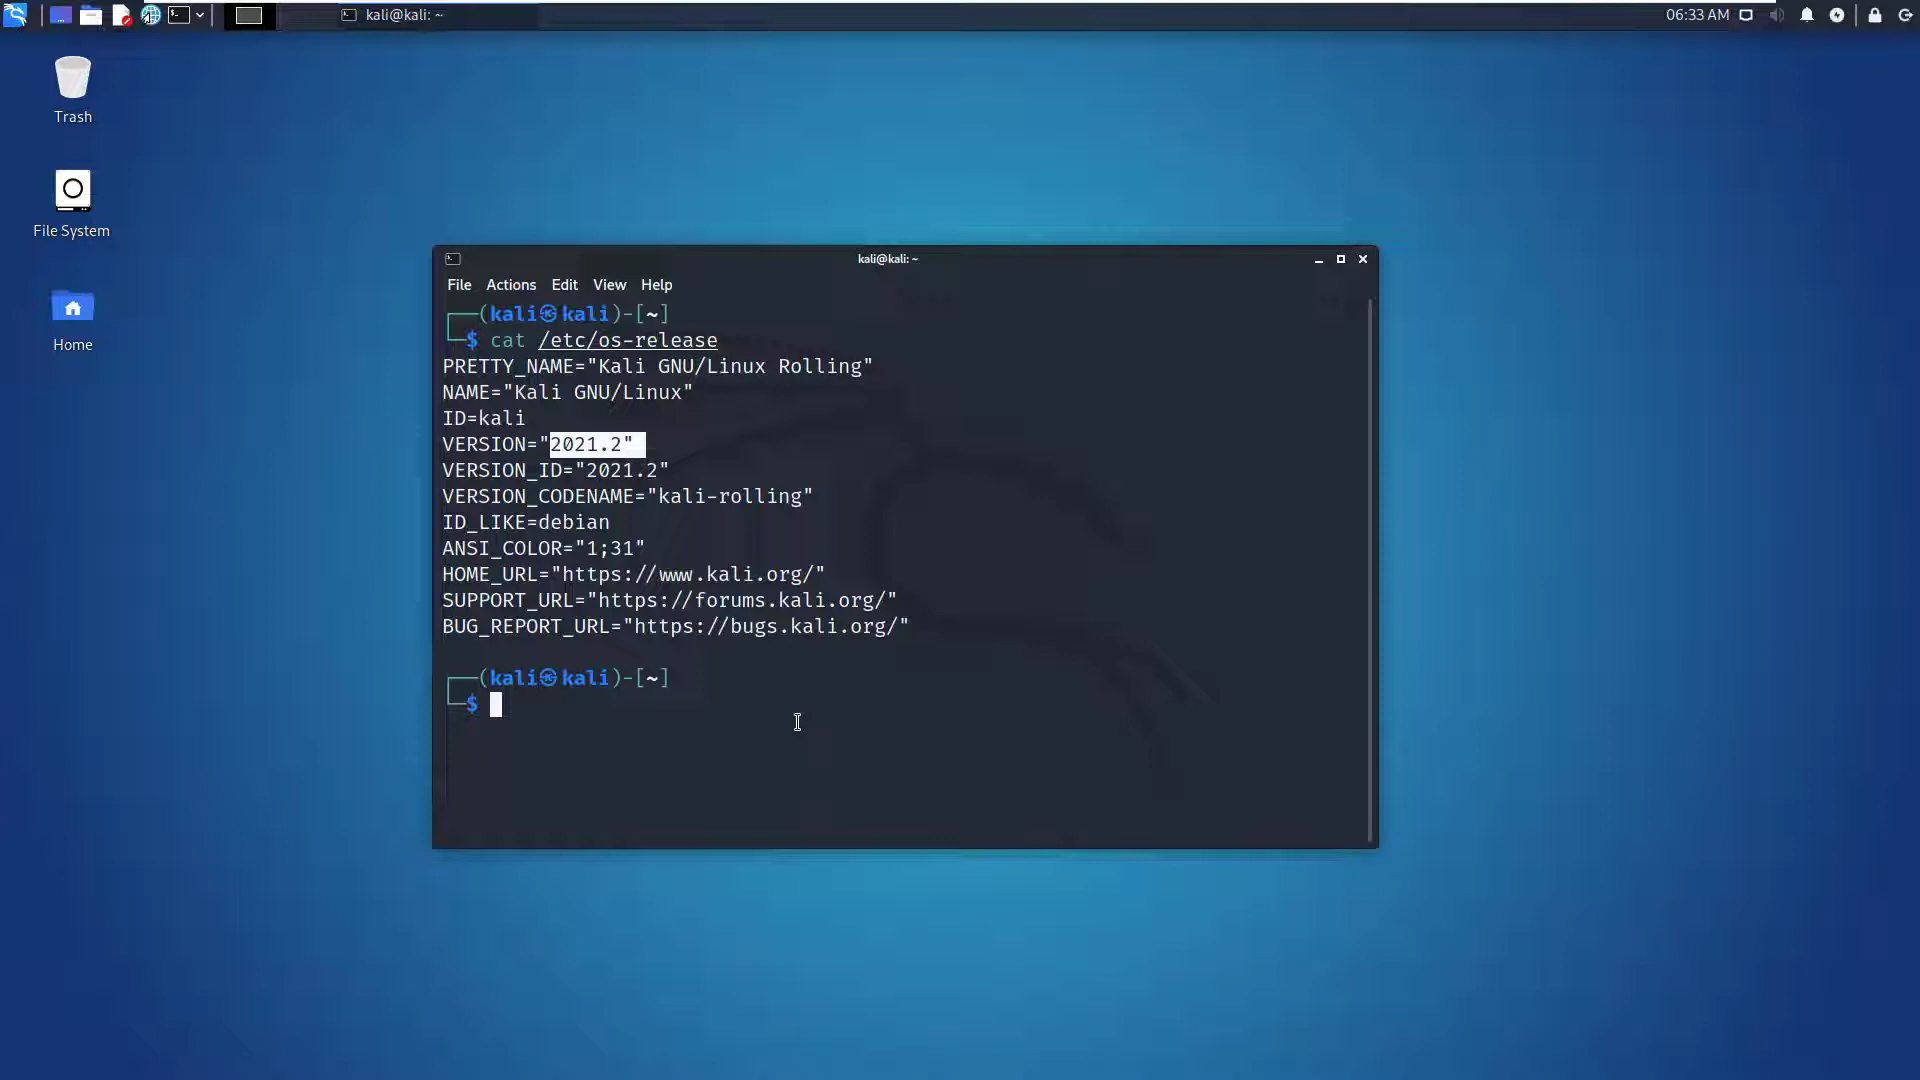 kali@kali: ~
06:33 AM
Trash
File System
Home
kali@kali: ~
File Actions Edit View Help
┌──(kali㉿kali)-[~]
└─$ cat /etc/os-release
PRETTY_NAME="Kali GNU/Linux Rolling"
NAME="Kali GNU/Linux"
ID=kali
VERSION="2021.2"
VERSION_ID="2021.2"
VERSION_CODENAME="kali-rolling"
ID_LIKE=debian
ANSI_COLOR="1;31"
HOME_URL="https://www.kali.org/"
SUPPORT_URL="https://forums.kali.org/"
BUG_REPORT_URL="https://bugs.kali.org/"
┌──(kali㉿kali)-[~]
└─$